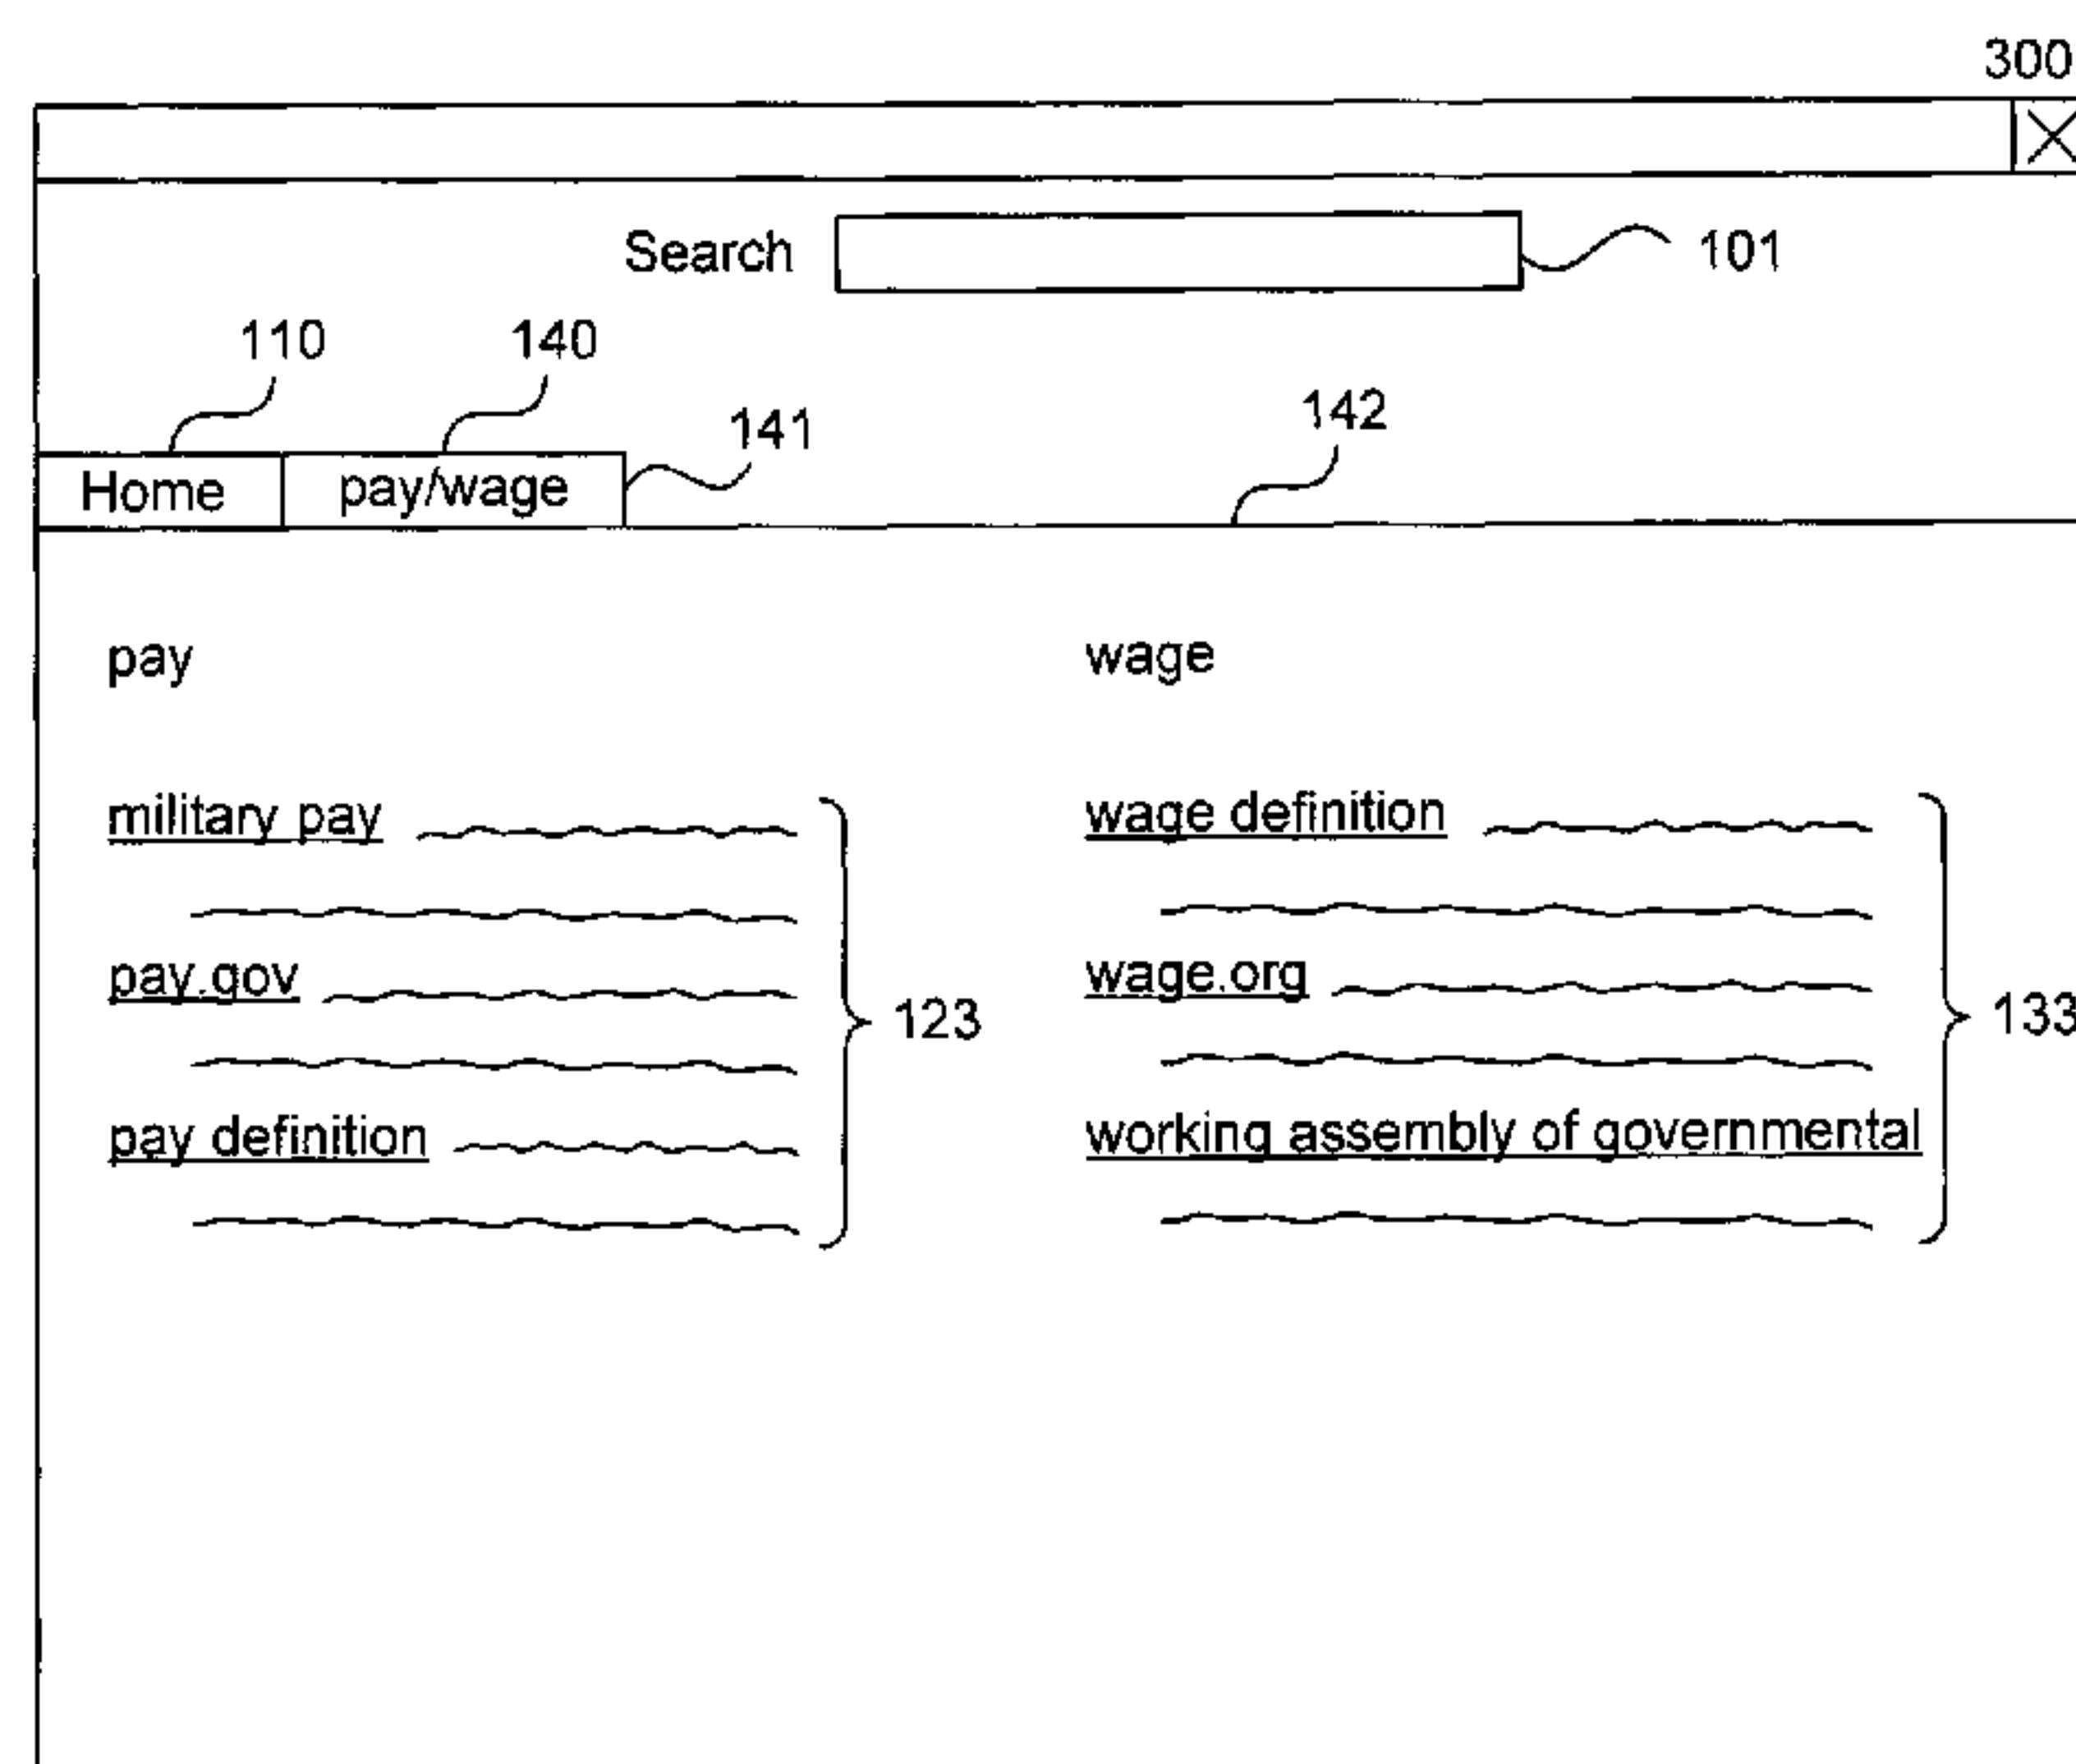 300
Search 101
110 140
141 142
Home pay/wage
pay wage
military pay wage definition
pay.gov wage.org
123 133
pay definition working assembly of governmental